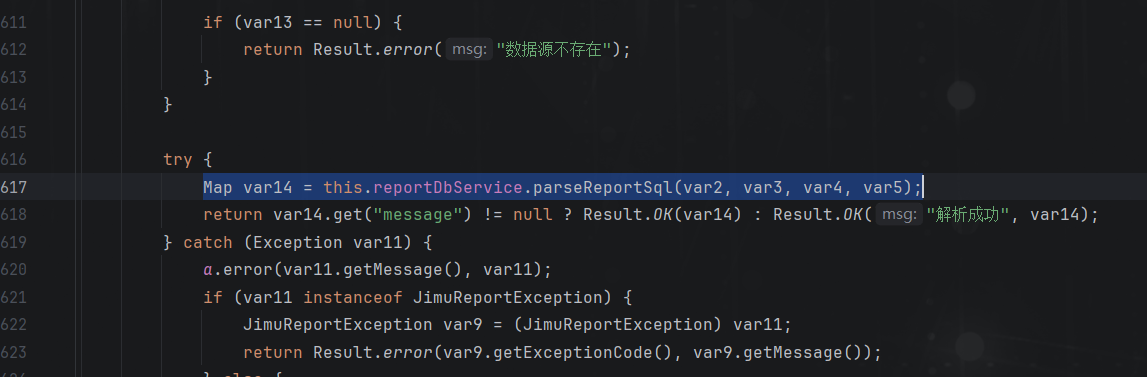 611 if (var13 == null) {
612 return Result.error( msg: "数据源不存在");
613 }
614 }
615
616 try {
617 Map var14 = this.reportDbService.parseReportSql(var2, var3, var4, var5);
618 return var14.get("message") != null ? Result.OK(var14) : Result.OK( msg: "解析成功", var14);
619 } catch (Exception var11) {
620 a.error(var11.getMessage(), var11);
621 if (var11 instanceof JimuReportException) {
622 JimuReportException var9 = (JimuReportException) var11;
623 return Result.error(var9.getExceptionCode(), var9.getMessage());
} else {